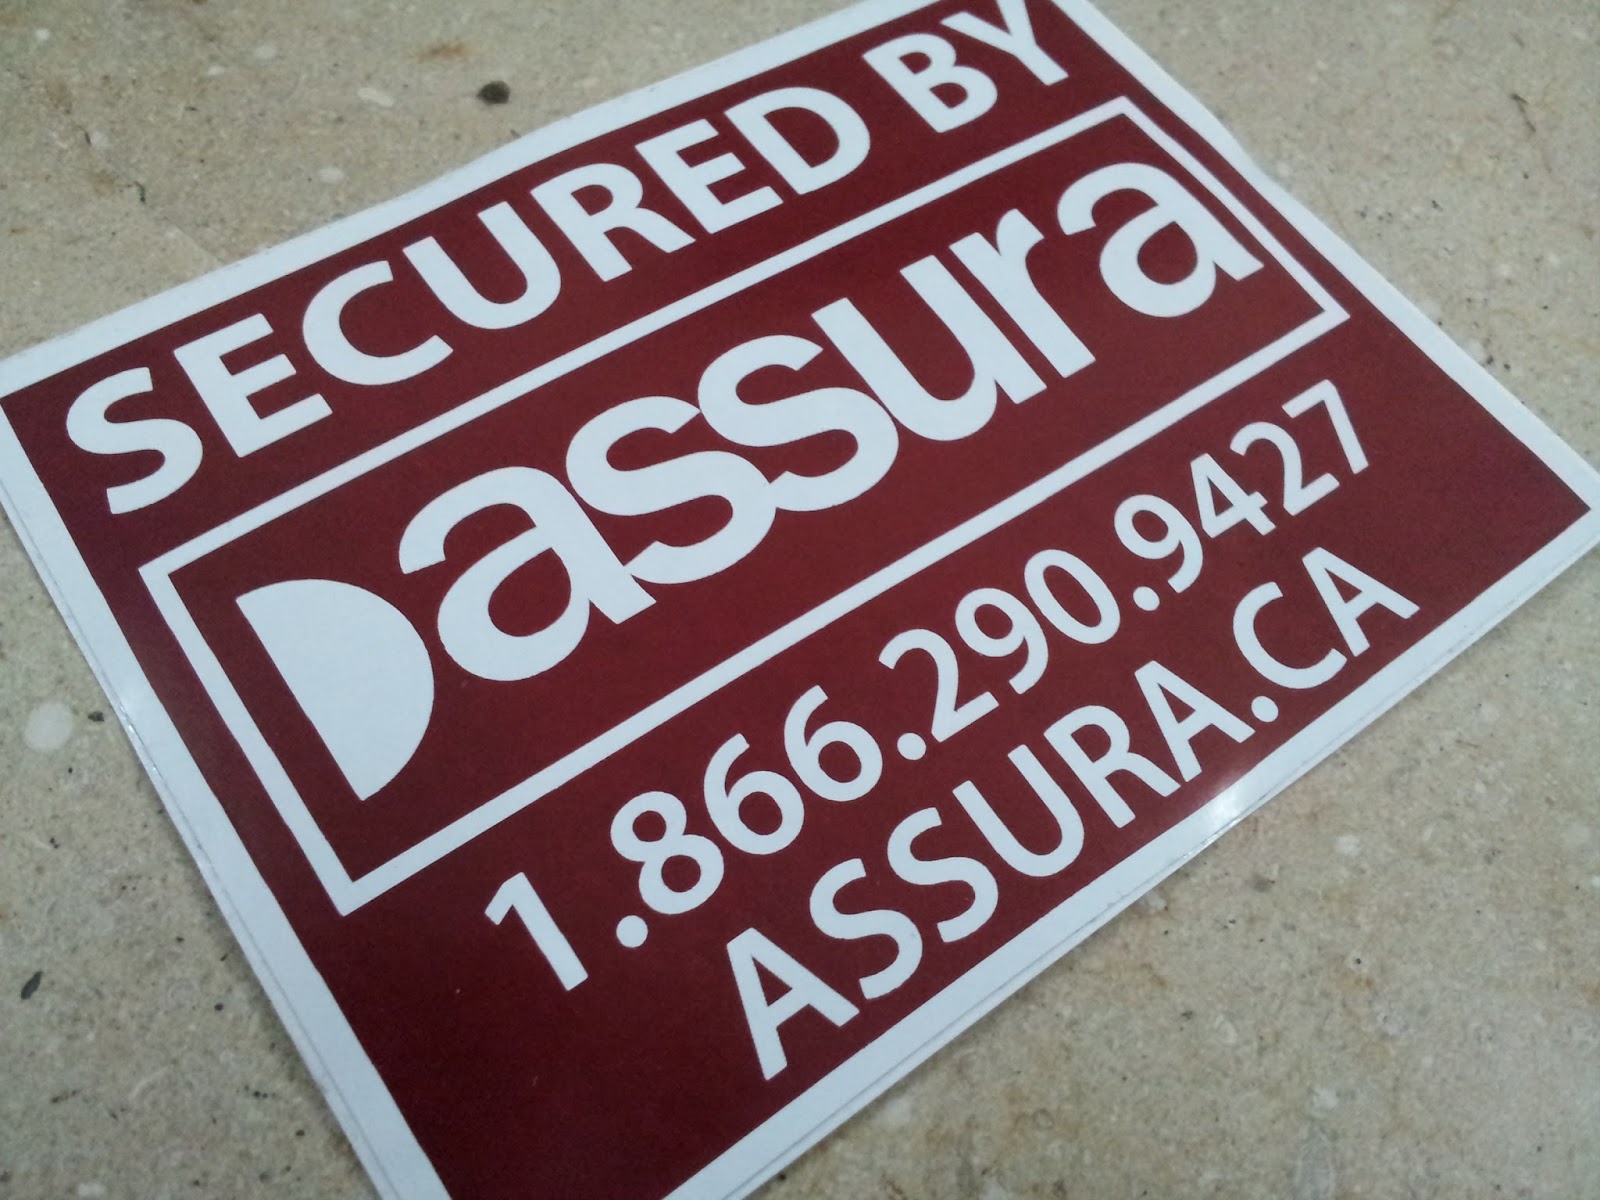 SECURED BY
assura
1.866.290.9427
ASSURA.CA